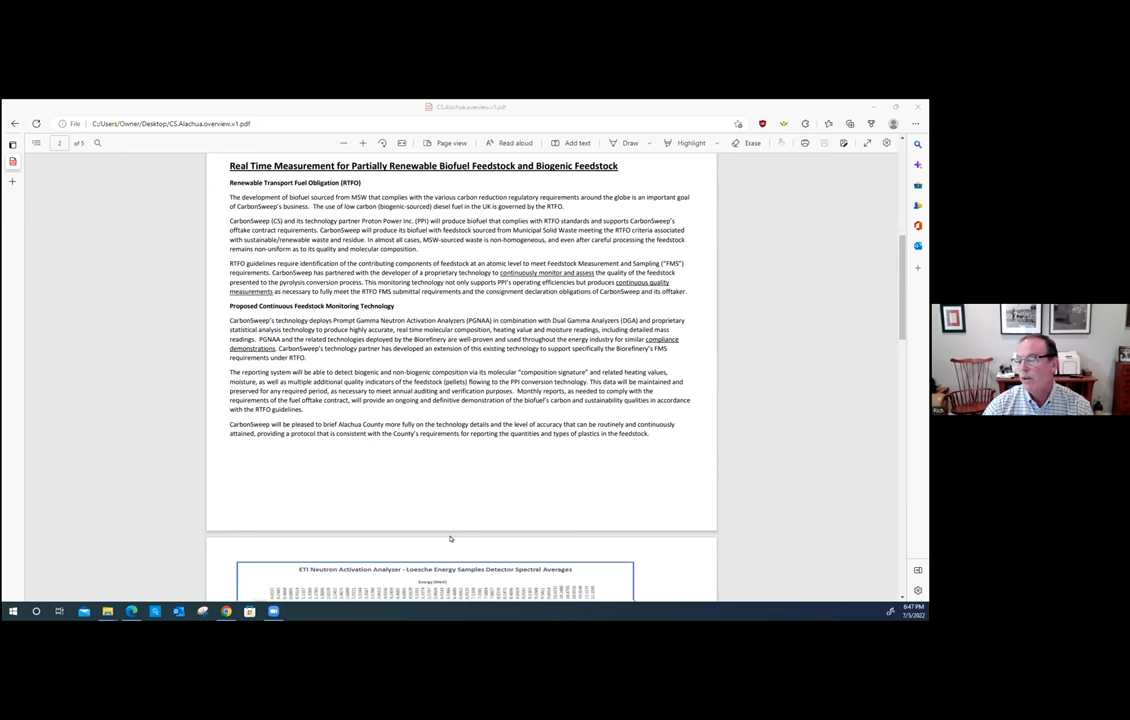 CS.Alachua.overview.v1.pdf
File C:/Users/Owner/Desktop/CS.Alachua.overview.v1.pdf
2 of 5 Page view Read aloud Add text Draw Highlight Erase
Real Time Measurement for Partially Renewable Biofuel Feedstock and Biogenic Feedstock
Renewable Transport Fuel Obligation (RTFO)
The development of biofuel sourced from MSW that complies with the various carbon reduction regulatory requirements around the globe is an important goal
of CarbonSweep's business. The use of low carbon (biogenic-sourced) diesel fuel in the UK is governed by the RTFO.
CarbonSweep (CS) and its technology partner Proton Power Inc. (PPI) will produce biofuel that complies with RTFO standards and supports CarbonSweep's
offtake contract requirements. CarbonSweep will produce its biofuel with feedstock sourced from Municipal Solid Waste meeting the RTFO criteria associated
with sustainable/renewable waste and residue. In almost all cases, MSW-sourced waste is non-homogeneous, and even after careful processing the feedstock
remains non-uniform as to its quality and molecular composition.
RTFO guidelines require identification of the contributing components of feedstock at an atomic level to meet Feedstock Measurement and Sampling ("FMS")
requirements. CarbonSweep has partnered with the developer of a proprietary technology to continuously monitor and assess the quality of the feedstock
presented to the pyrolysis conversion process. This monitoring technology not only supports PPI's operating efficiencies but produces continuous quality
measurements as necessary to fully meet the RTFO FMS submittal requirements and the consignment declaration obligations of CarbonSweep and its offtaker.
Proposed Continuous Feedstock Monitoring Technology
CarbonSweep's technology deploys Prompt Gamma Neutron Activation Analyzers (PGNAA) in combination with Dual Gamma Analyzers (DGA) and proprietary
statistical analysis technology to produce highly accurate, real time molecular composition, heating value and moisture readings, including detailed mass
readings. PGNAA and the related technologies deployed by the Biorefinery are well-proven and used throughout the energy industry for similar compliance
demonstrations. CarbonSweep's technology partner has developed an extension of this existing technology to support specifically the Biorefinery's FMS
requirements under RTFO.
The reporting system will be able to detect biogenic and non-biogenic composition via its molecular "composition signature" and related heating values,
moisture, as well as multiple additional quality indicators of the feedstock (pellets) flowing to the PPI conversion technology. This data will be maintained and
preserved for any required period, as necessary to meet annual auditing and verification purposes. Monthly reports, as needed to comply with the
requirements of the fuel offtake contract, will provide an ongoing and definitive demonstration of the biofuel's carbon and sustainability qualities in accordance
with the RTFO guidelines.
CarbonSweep will be pleased to brief Alachua County more fully on the technology details and the level of accuracy that can be routinely and continuously
attained, providing a protocol that is consistent with the County's requirements for reporting the quantities and types of plastics in the feedstock.
ETI Neutron Activation Analyzer - Loesche Energy Samples Detector Spectral Averages
Energy (MeV)
Rich
6:47 PM
7/5/2022